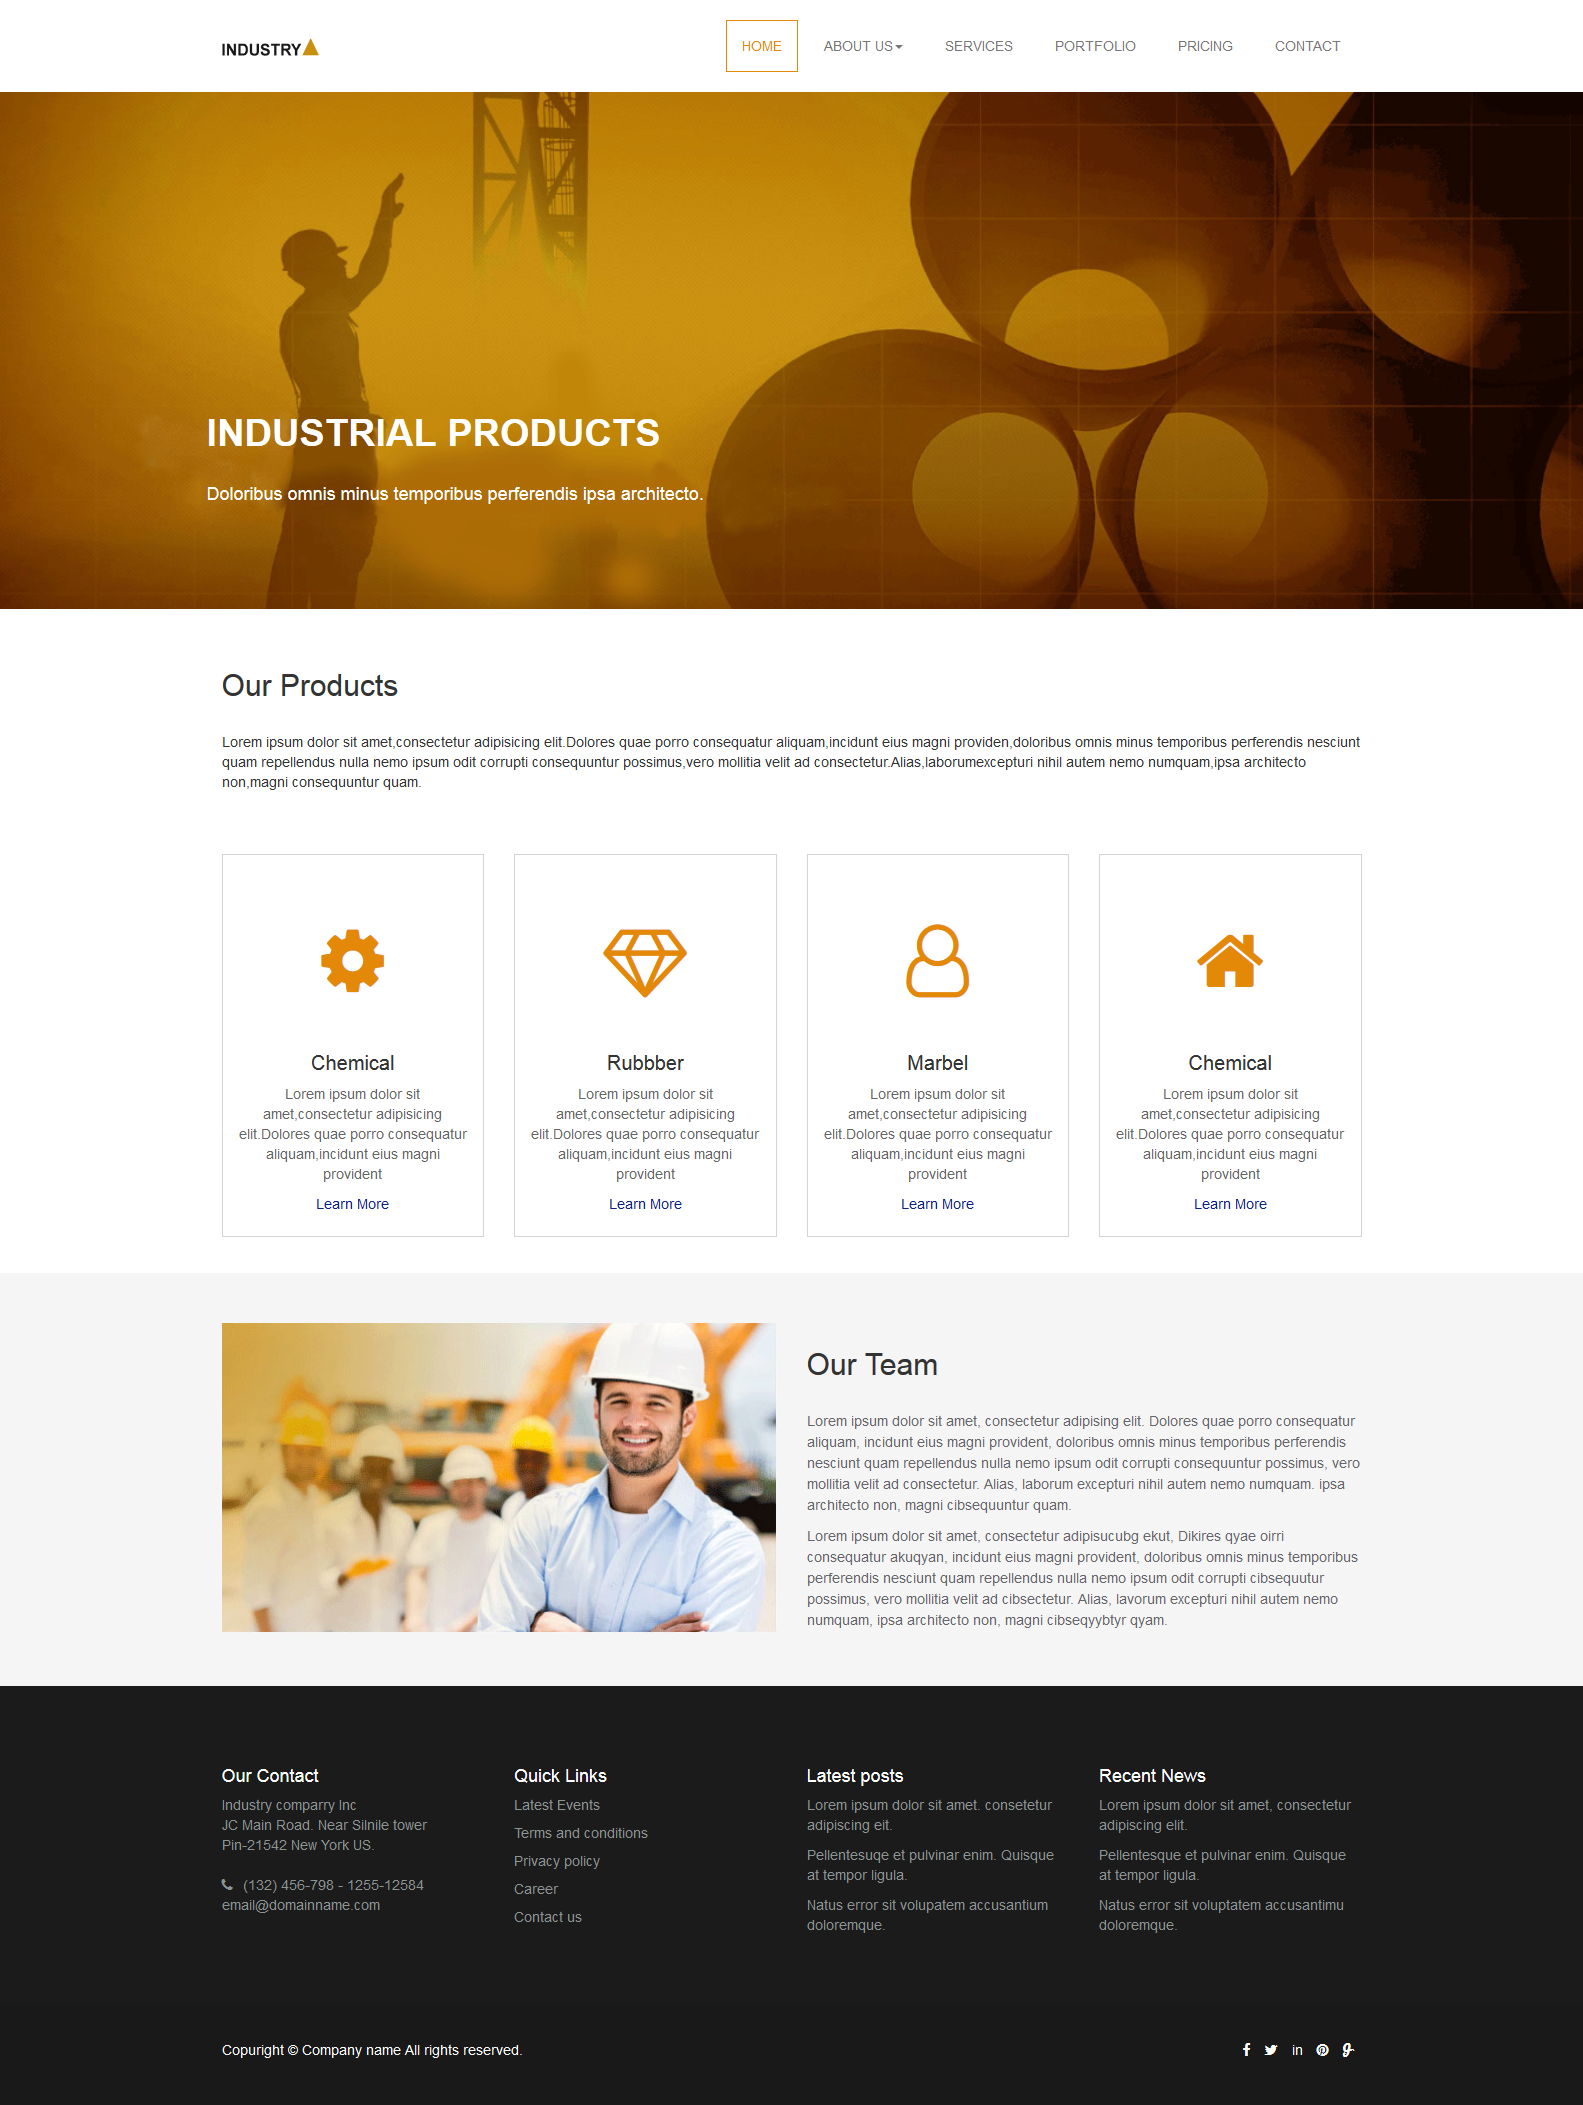 INDUSTRY
HOME
ABOUT US
SERVICES
PORTFOLIO
PRICING
CONTACT
INDUSTRIAL PRODUCTS
Doloribus omnis minus temporibus perferendis ipsa architecto.
Our Products
Lorem ipsum dolor sit amet,consectetur adipisicing elit.Dolores quae porro consequatur aliquam,incidunt eius magni providen,doloribus omnis minus temporibus perferendis nesciunt
quam repellendus nulla nemo ipsum odit corrupti consequuntur possimus,vero mollitia velit ad consectetur.Alias,laborumexcepturi nihil autem nemo numquam,ipsa architecto
non,magni consequuntur quam.
Chemical
Lorem ipsum dolor sit
amet,consectetur adipisicing
elit.Dolores quae porro consequatur
aliquam,incidunt eius magni
provident
Learn More
Rubbber
Lorem ipsum dolor sit
amet,consectetur adipisicing
elit.Dolores quae porro consequatur
aliquam,incidunt eius magni
provident
Learn More
Marbel
Lorem ipsum dolor sit
amet,consectetur adipisicing
elit.Dolores quae porro consequatur
aliquam,incidunt eius magni
provident
Learn More
Chemical
Lorem ipsum dolor sit
amet,consectetur adipisicing
elit.Dolores quae porro consequatur
aliquam,incidunt eius magni
provident
Learn More
Our Team
Lorem ipsum dolor sit amet, consectetur adipising elit. Dolores quae porro consequatur
aliquam, incidunt eius magni provident, doloribus omnis minus temporibus perferendis
nesciunt quam repellendus nulla nemo ipsum odit corrupti consequuntur possimus, vero
mollitia velit ad consectetur. Alias, laborum excepturi nihil autem nemo numquam. ipsa
architecto non, magni cibsequuntur quam.
Lorem ipsum dolor sit amet, consectetur adipisucubg ekut, Dikires qyae oirri
consequatur akuqyan, incidunt eius magni provident, doloribus omnis minus temporibus
perferendis nesciunt quam repellendus nulla nemo ipsum odit corrupti cibsequutur
possimus, vero mollitia velit ad cibsectetur. Alias, lavorum excepturi nihil autem nemo
numquam, ipsa architecto non, magni cibseqyybtyr qyam.
Our Contact
Industry comparry Inc
JC Main Road. Near Silnile tower
Pin-21542 New York US.
(132) 456-798 - 1255-12584
email@domainname.com
Quick Links
Latest Events
Terms and conditions
Privacy policy
Career
Contact us
Latest posts
Lorem ipsum dolor sit amet. consetetur
adipiscing eit.
Pellentesuqe et pulvinar enim. Quisque
at tempor ligula.
Natus error sit volupatem accusantium
doloremque.
Recent News
Lorem ipsum dolor sit amet, consectetur
adipiscing elit.
Pellentesque et pulvinar enim. Quisque
at tempor ligula.
Natus error sit voluptatem accusantimu
doloremque.
Copuright © Company name All rights reserved.
in